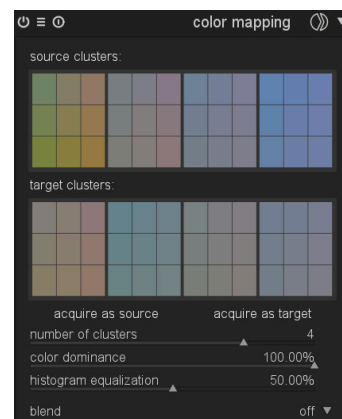 color mapping
source clusters:
target clusters:
acquire as source acquire as target
number of clusters 4
color dominance 100.00%
histogram equalization 50.00%
blend off